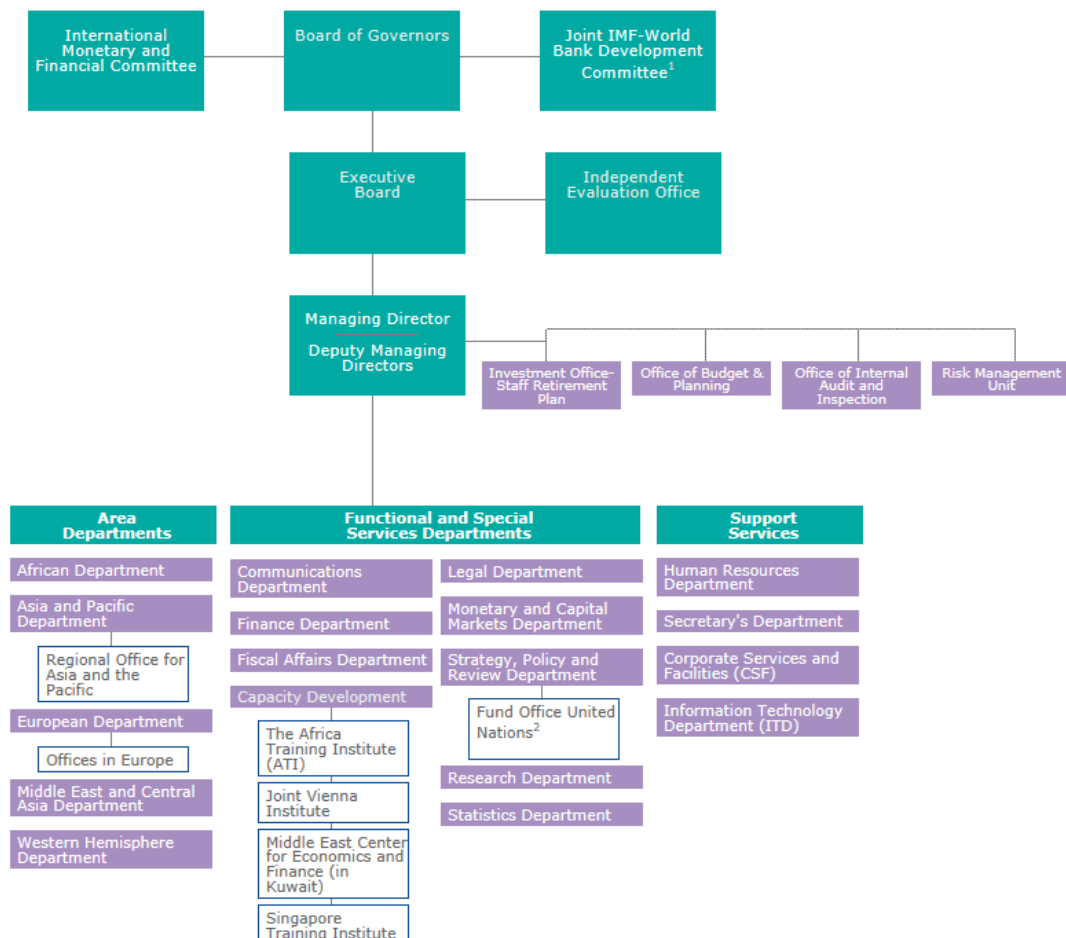 International
Monetary and
Financial Committee
Board of Governors
Joint IMF-World
Bank Development
Committee1
Executive
Board
Independent
Evaluation Office
Managing Director
Deputy Managing
Directors
Investment Office-
Staff Retirement
Plan
Office of Budget &
Planning
Office of Internal
Audit and
Inspection
Risk Management
Unit
Area
Departments
African Department
Asia and Pacific
Department
Regional Office for
Asia and the
Pacific
European Department
Offices in Europe
Middle East and Central
Asia Department
Western Hemisphere
Department
Functional and Special
Services Departments
Communications
Department
Finance Department
Fiscal Affairs Department
Capacity Development
The Africa
Training Institute
(ATI)
Joint Vienna
Institute
Middle East Center
for Economics and
Finance (in
Kuwait)
Singapore
Training Institute
Legal Department
Monetary and Capital
Markets Department
Strategy, Policy and
Review Department
Fund Office United
Nations2
Research Department
Statistics Department
Support
Services
Human Resources
Department
Secretary's Department
Corporate Services and
Facilities (CSF)
Information Technology
Department (ITD)